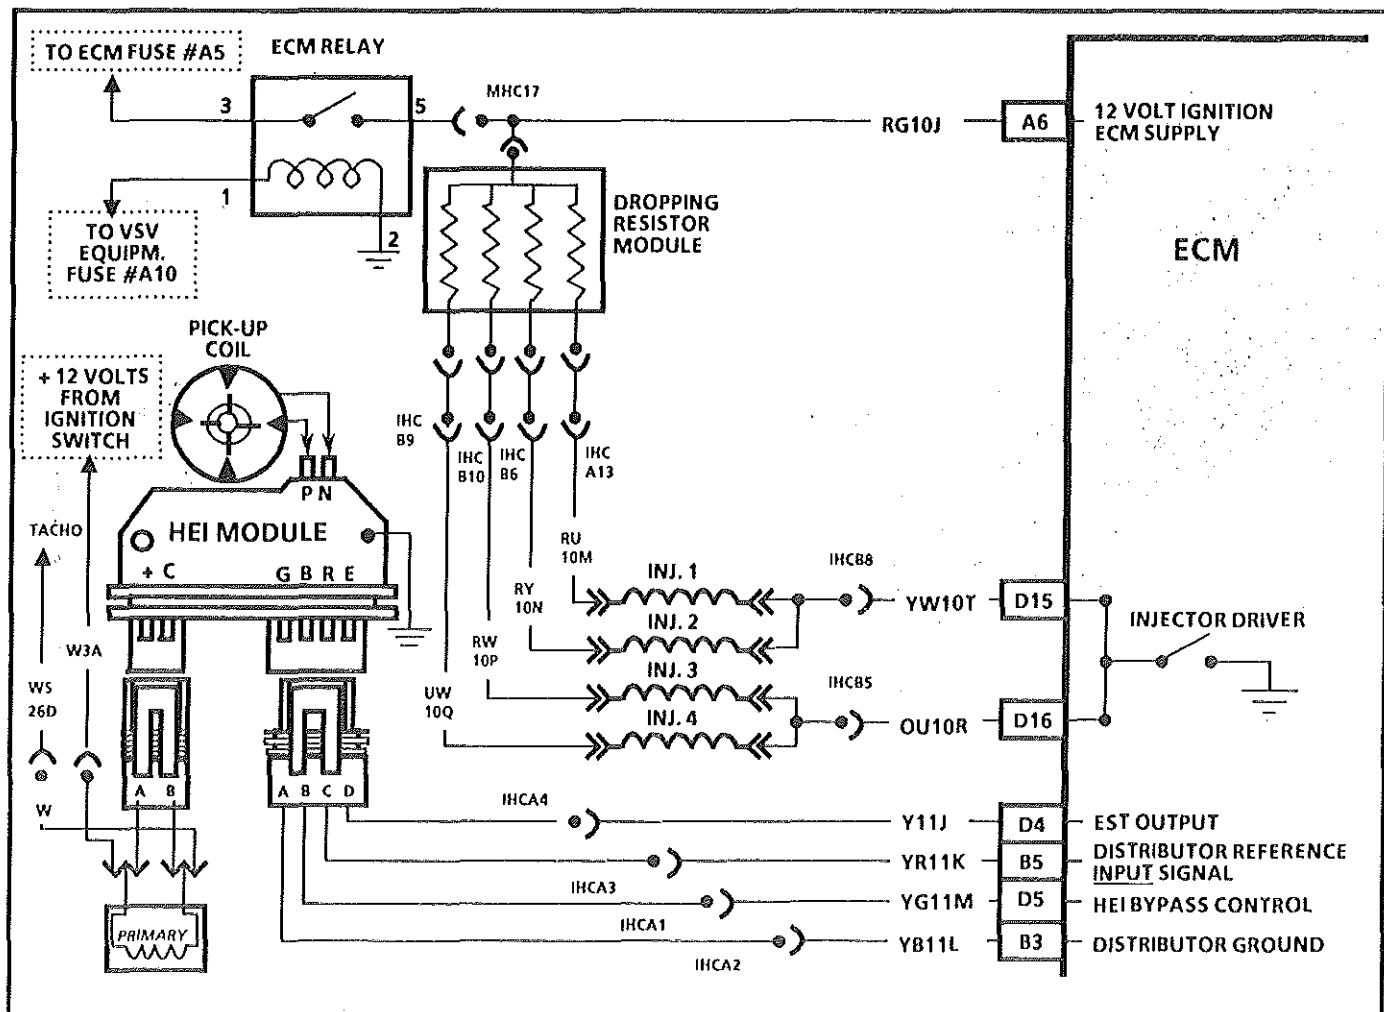 TO ECM FUSE #A5
ECM RELAY
3
5
MHC17
RG10J
A6
12 VOLT IGNITION
ECM SUPPLY
1
2
TO VSV
EQUIPM.
FUSE #A10
DROPPING
RESISTOR
MODULE
ECM
PICK-UP
COIL
+ 12 VOLTS
FROM
IGNITION
SWITCH
IHC
B9
IHC
B10
IHC
B6
IHC
A13
P N
TACHO
HEI MODULE
+ C
G B R E
RU
10M
RY
10N
RW
10P
UW
10Q
INJ. 1
INJ. 2
INJ. 3
INJ. 4
IHCB8
YW10T
D15
INJECTOR DRIVER
IHCB5
OU10R
D16
W3A
WS
26D
W
A B
A B C D
PRIMARY
IHCA4
Y11J
D4
EST OUTPUT
YR11K
B5
DISTRIBUTOR REFERENCE
INPUT SIGNAL
IHCA3
YG11M
D5
HEI BYPASS CONTROL
IHCA1
YB11L
B3
DISTRIBUTOR GROUND
IHCA2